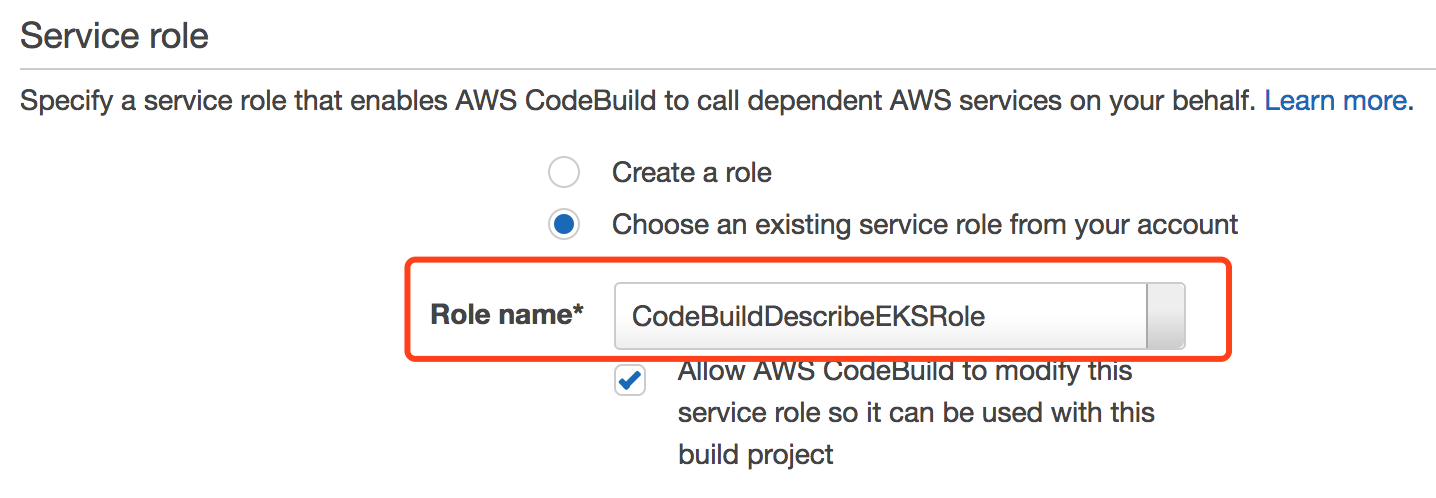 Service role
Specify a service role that enables AWS CodeBuild to call dependent AWS services on your behalf. Learn more.
Create a role
Choose an existing service role from your account
Role name* CodeBuildDescribeEKSRole
Allow AWS CodeBuild to modify this
service role so it can be used with this
build project